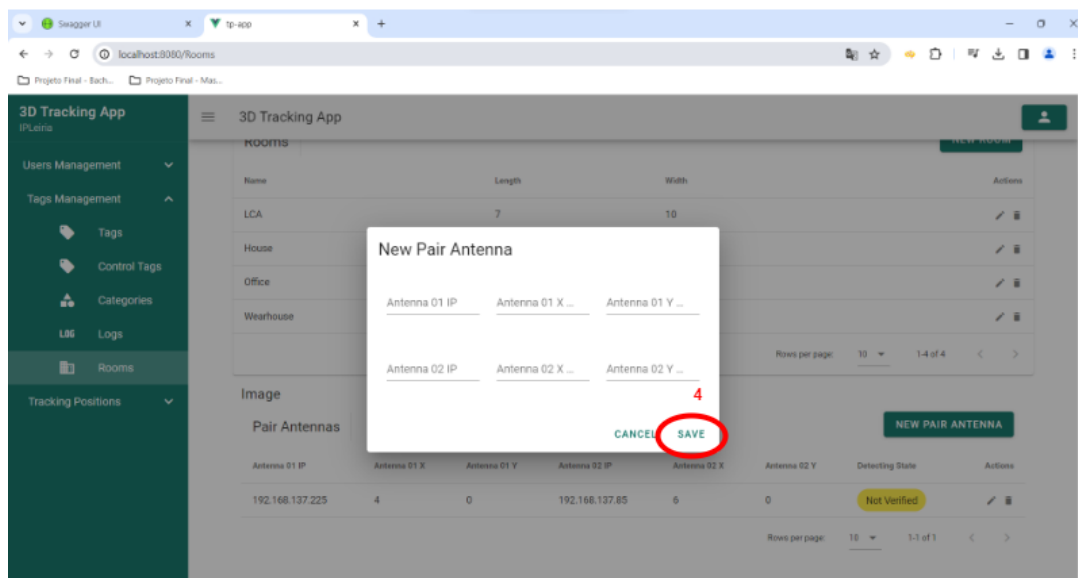 Swagger UI
tp-app
localhost:8080/Rooms
Projeto Final - Bach...
Projeto Final - Mas...
3D Tracking App
IPLeiria
3D Tracking App
Users Management
Tags Management
Tags
Control Tags
Categories
LOG Logs
Rooms
Tracking Positions
Rooms
NEW ROOM
Name Length Width Actions
LCA 7 10
House
Office
Wearhouse
Rows per page: 10 1-4 of 4
New Pair Antenna
Antenna 01 IP Antenna 01 X ... Antenna 01 Y ...
Antenna 02 IP Antenna 02 X ... Antenna 02 Y ...
4
CANCEL SAVE
Image
Pair Antennas
NEW PAIR ANTENNA
Antenna 01 IP Antenna 01 X Antenna 01 Y Antenna 02 IP Antenna 02 X Antenna 02 Y Detecting State Actions
192.168.137.225 4 0 192.168.137.85 6 0 Not Verified
Rows per page: 10 1-1 of 1